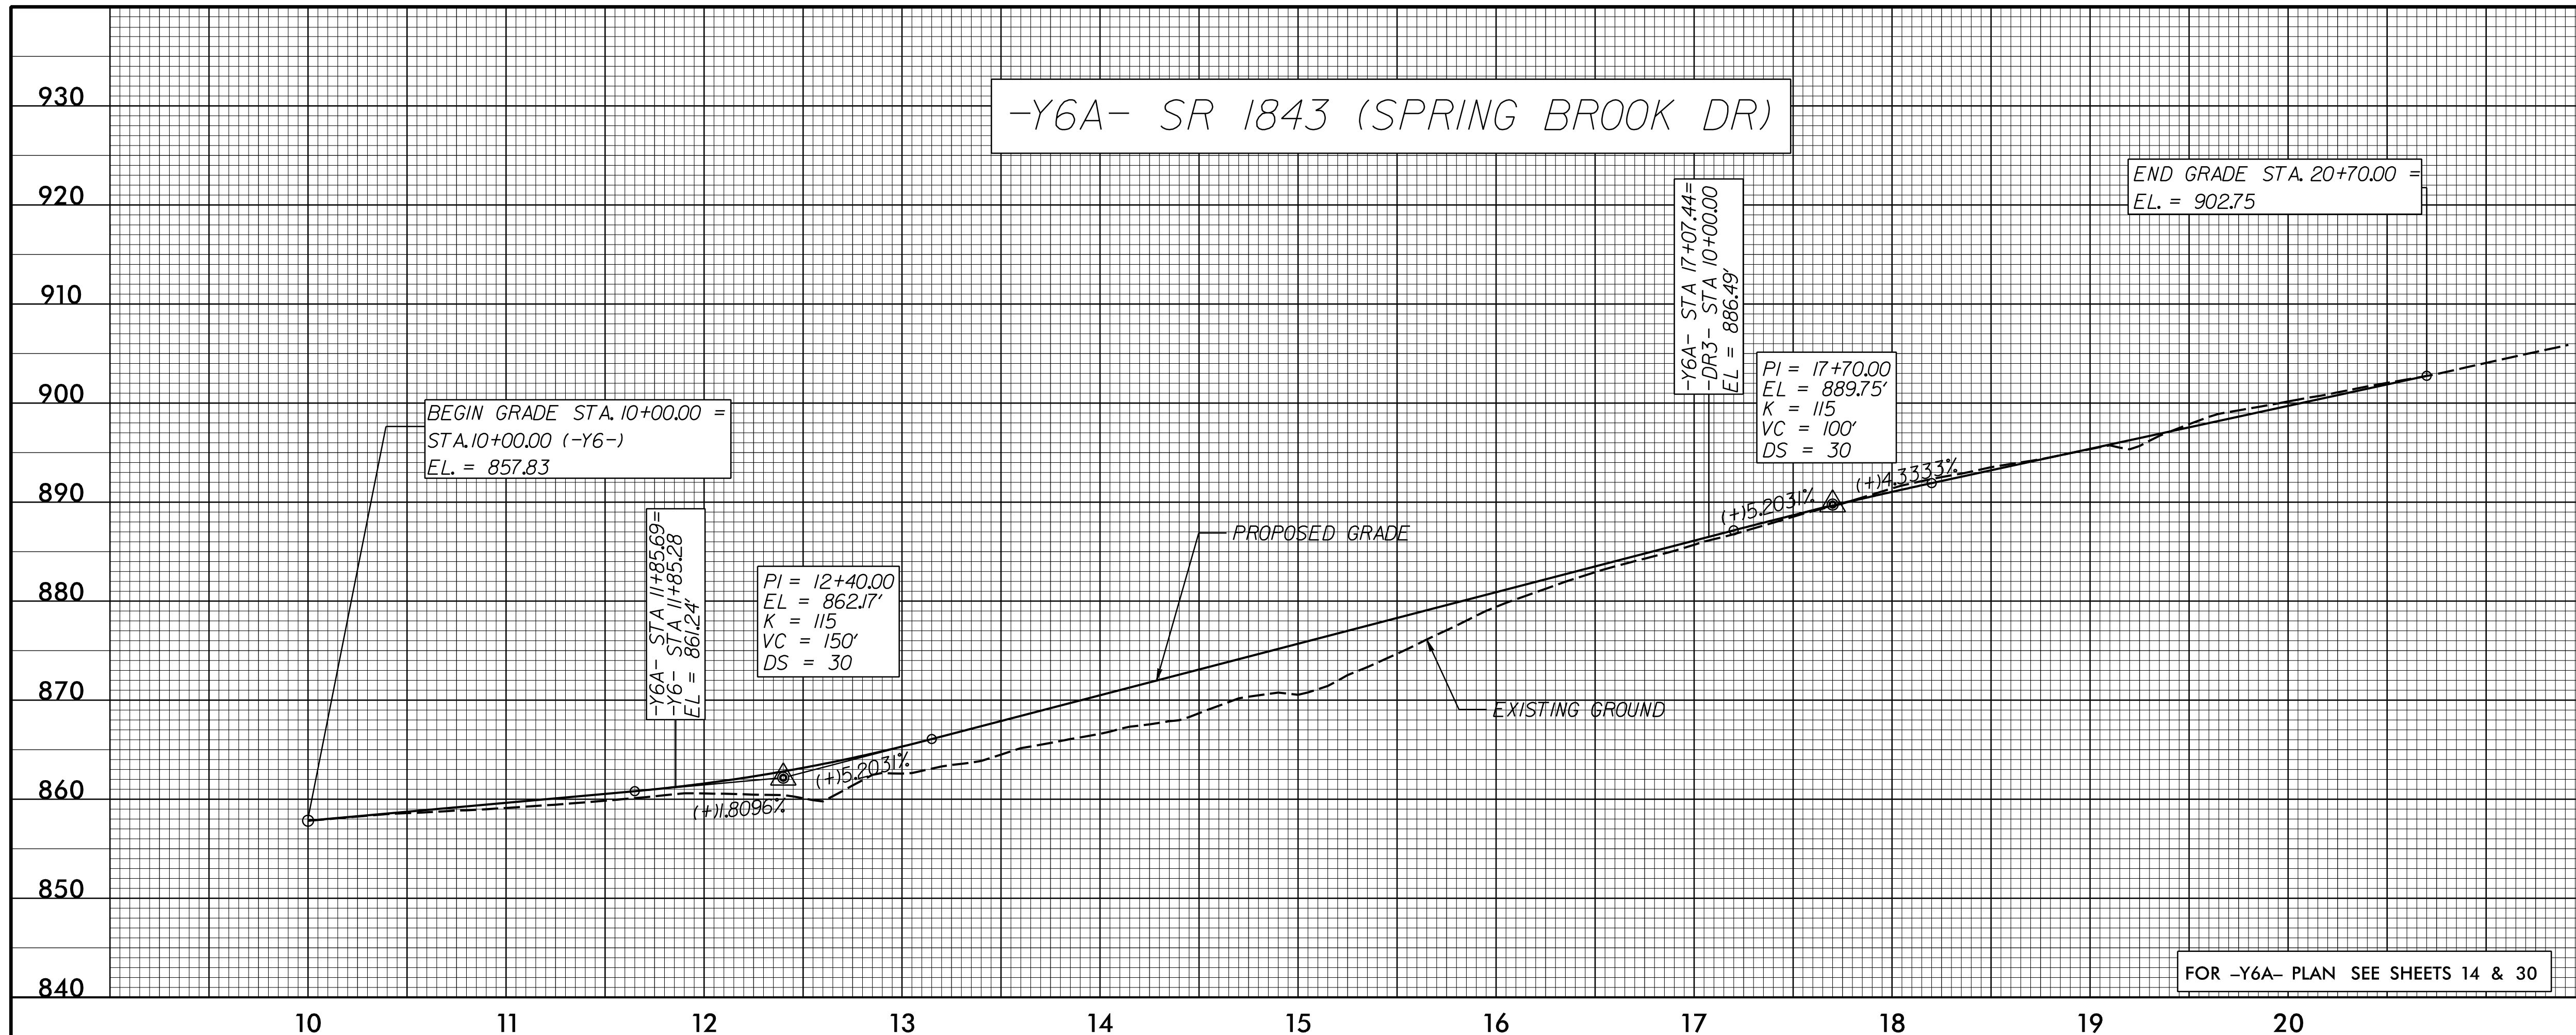 930
920
910
900
890
880
870
860
850
840
-Y6A- SR 1843 (SPRING BROOK DR)
END GRADE STA. 20+70.00 =
EL. = 902.75
-Y6A- STA 17+07.44=
-DR3- STA 10+00.00
EL = 886.49'
PI = 17+70.00
EL = 889.75'
K = 115
VC = 100'
DS = 30
BEGIN GRADE STA. 10+00.00 =
STA.10+00.00 (-Y6-)
EL. = 857.83
(+)4.3333%
(+)5.2031%
-Y6A- STA 11+85.69=
-Y6- STA 11+85.28
EL = 861.24'
PROPOSED GRADE
PI = 12+40.00
EL = 862.17'
K = 115
VC = 150'
DS = 30
EXISTING GROUND
(+)5.2031%
(+)1.8096%
FOR -Y6A- PLAN SEE SHEETS 14 & 30
10 11 12 13 14 15 16 17 18 19 20